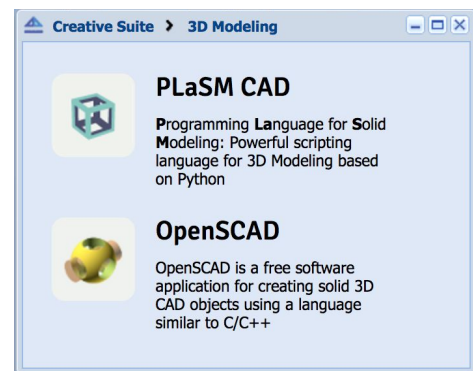 Creative Suite > 3D Modeling
PLaSM CAD
Programming Language for Solid
Modeling: Powerful scripting
language for 3D Modeling based
on Python
OpenSCAD
OpenSCAD is a free software
application for creating solid 3D
CAD objects using a language
similar to C/C++